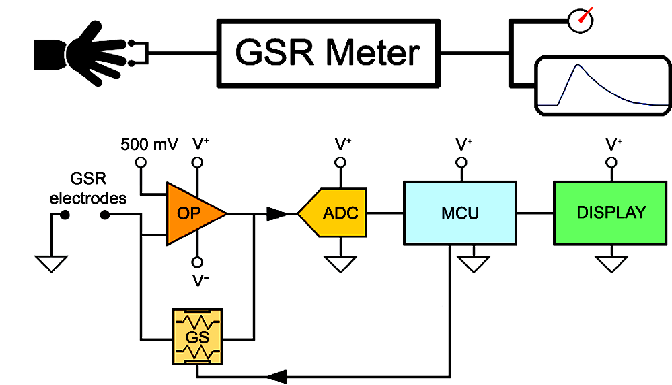 GSR Meter
500 mV
V+
V+
V+
V+
GSR
electrodes
OP
ADC
MCU
DISPLAY
V−
GS